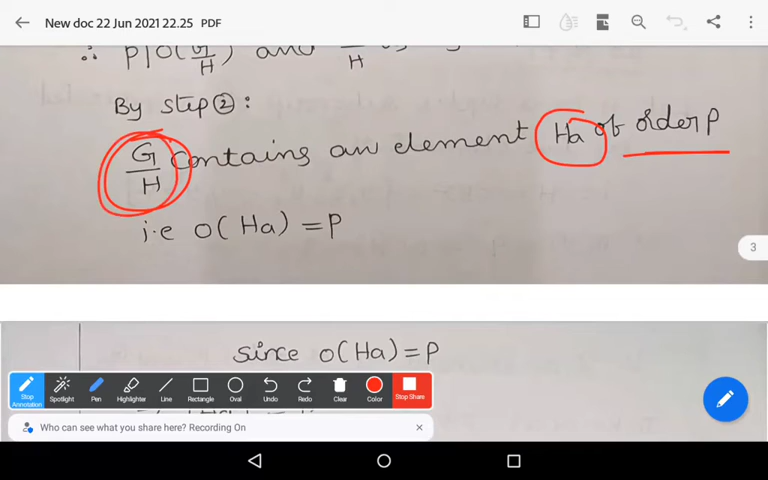 New doc 22 Jun 2021 22.25 PDF
∴ P|O(G/H) and
H
By step ②:
G/H contains an element Ha of order P
i.e O(Ha) = P
3
since O(Ha) = P
Stop Annotation Spotlight Pen Highlighter Line Rectangle Oval Undo Redo Clear Color Stop Share
Who can see what you share here? Recording On